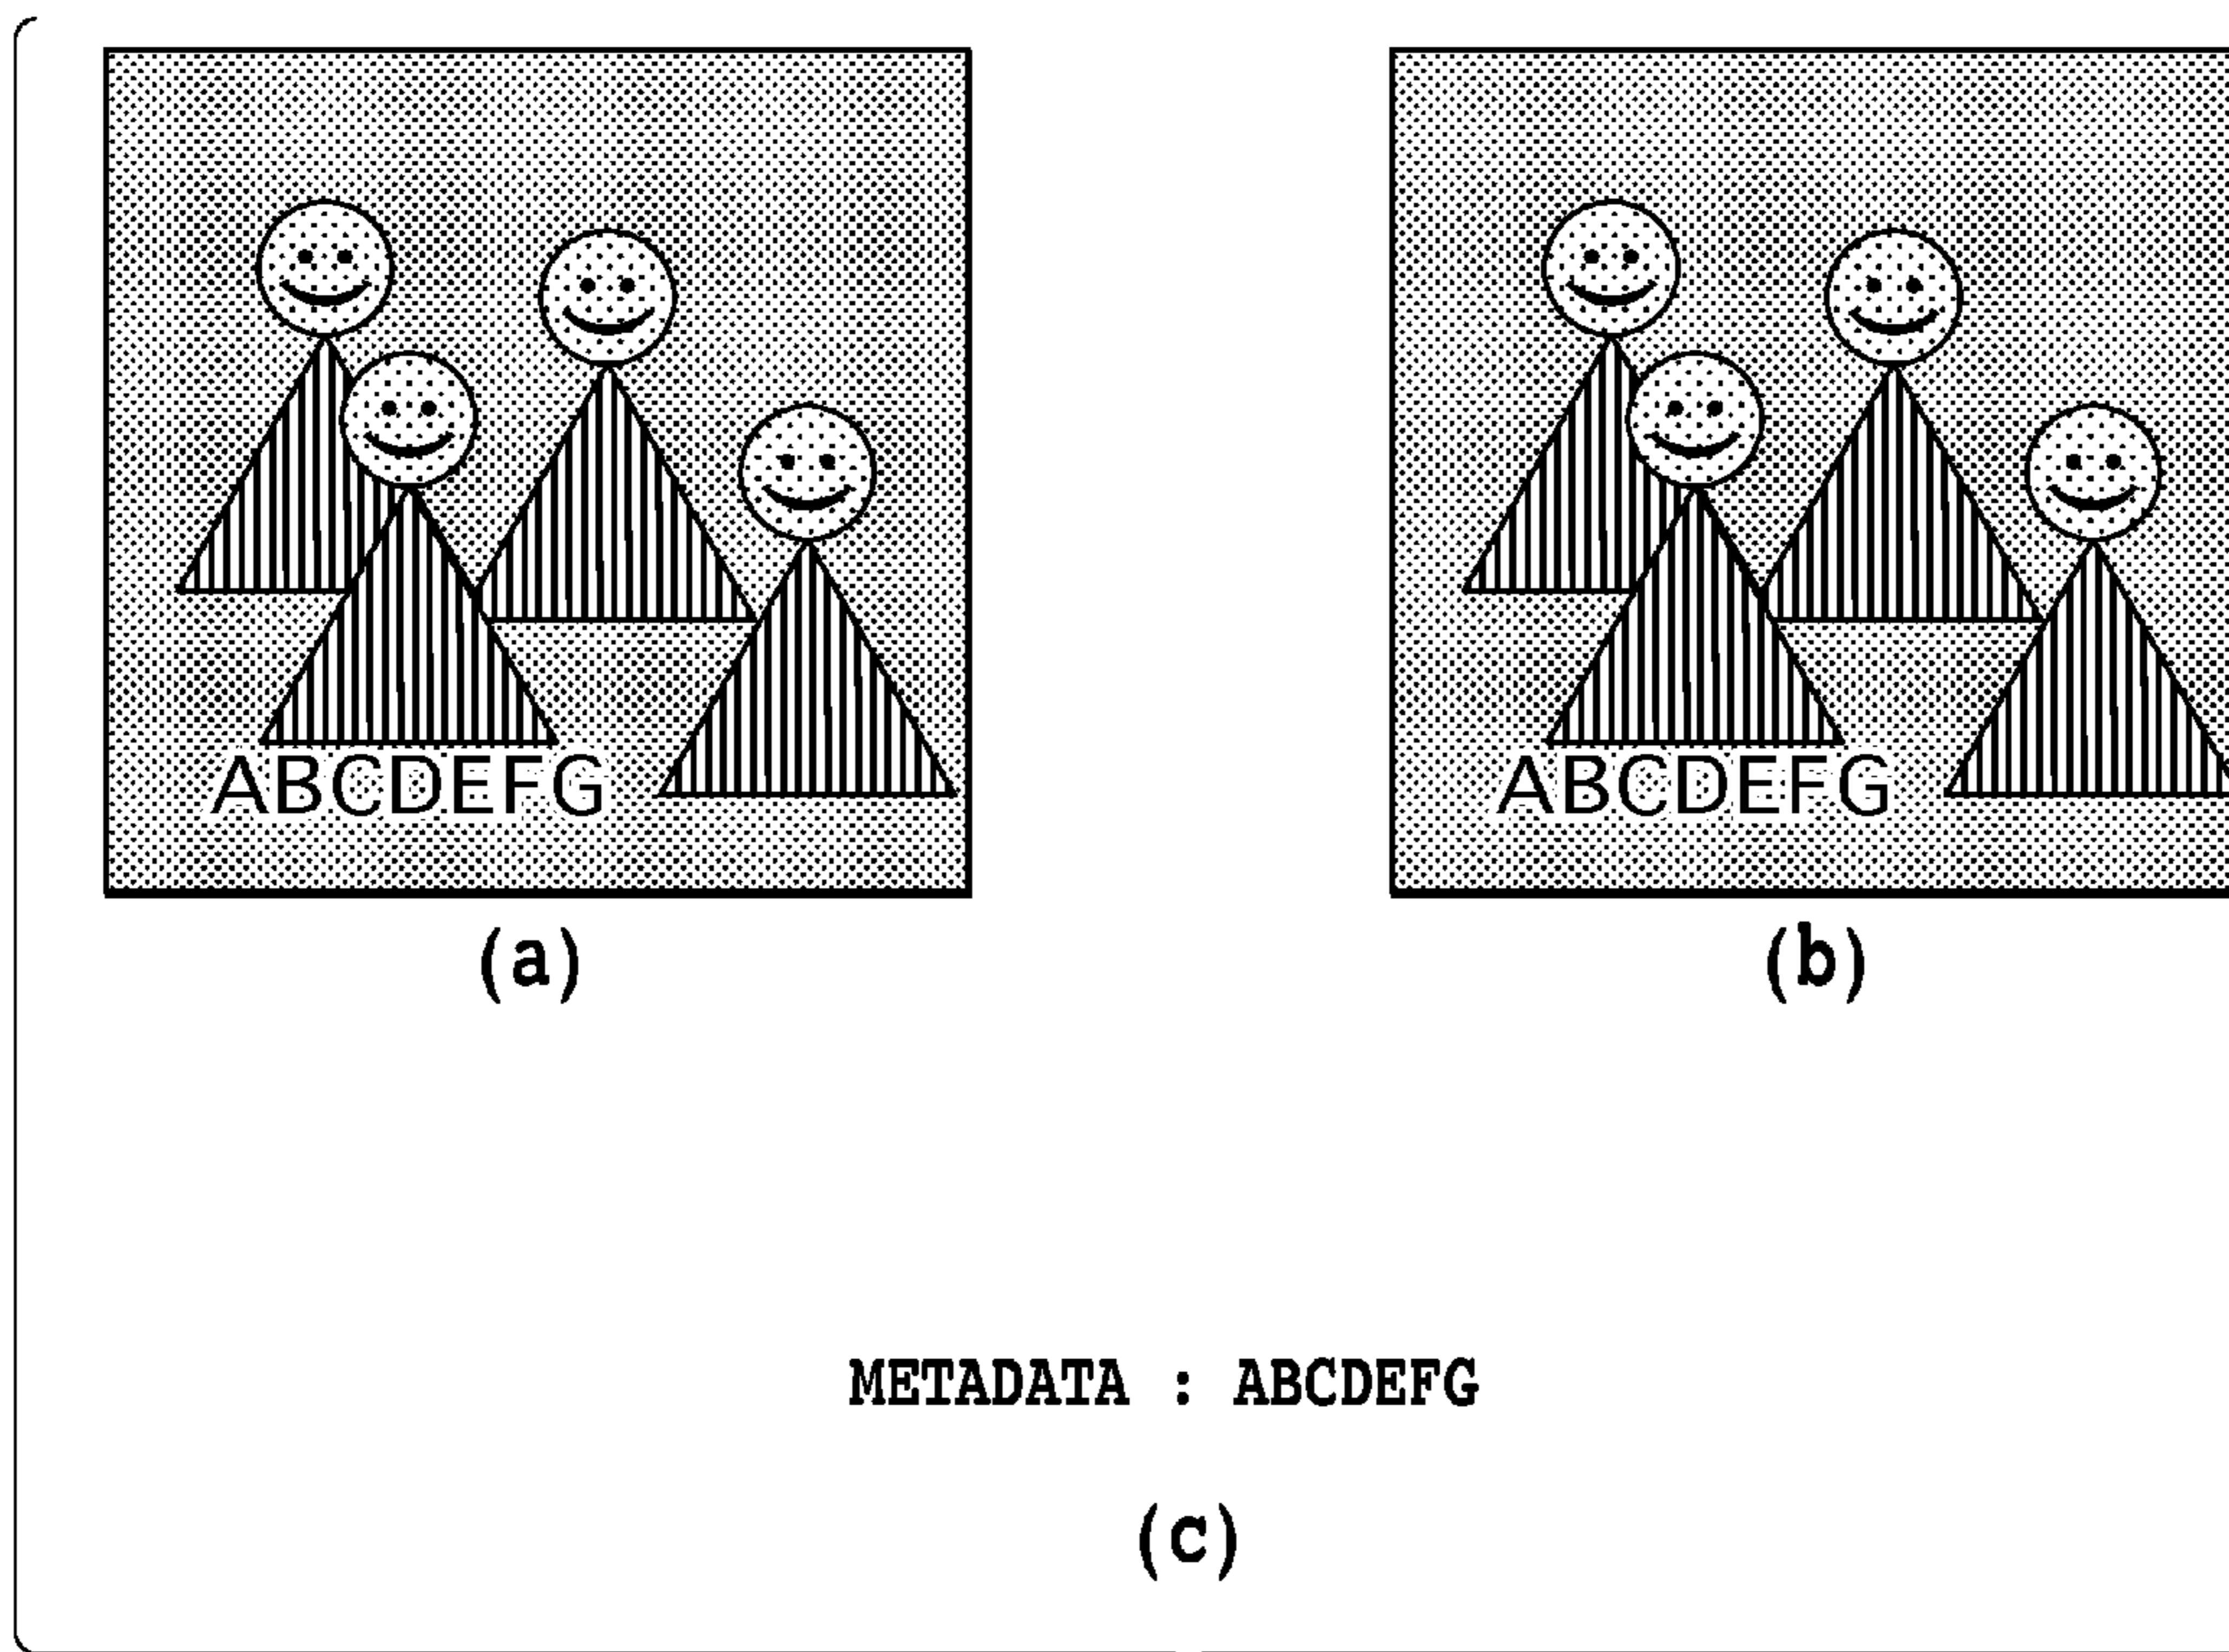 ABCDEFG
ABCDEFG
(a)
(b)
METADATA : ABCDEFG
(c)